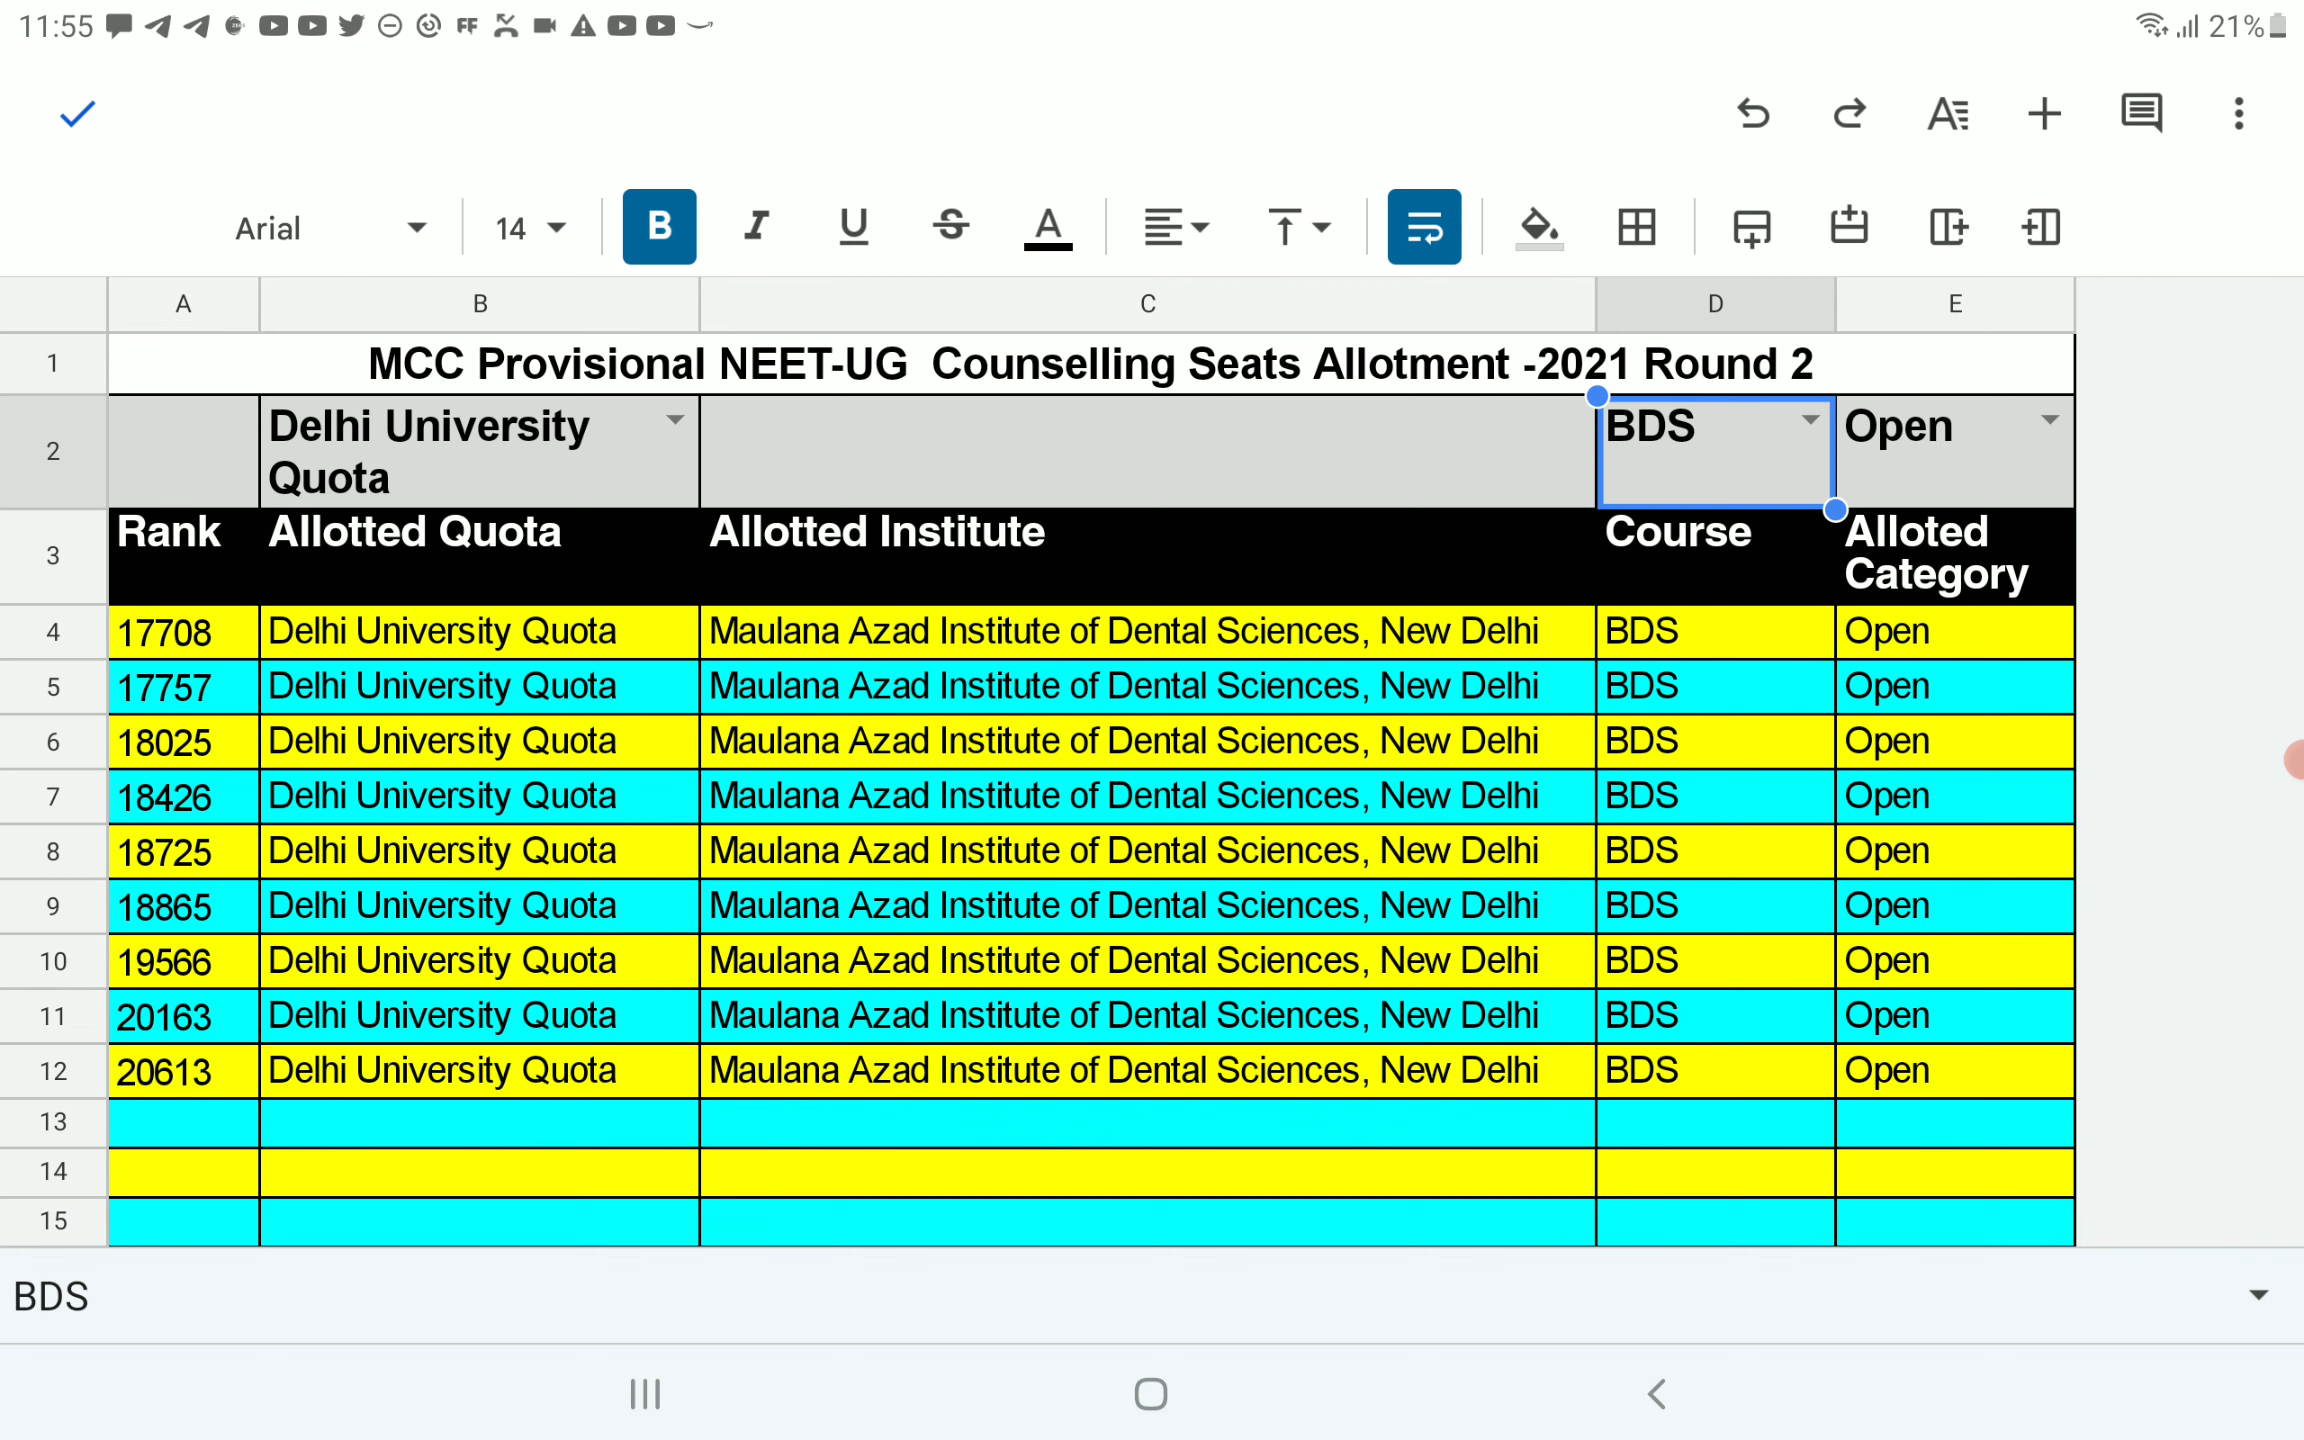 11:55 21%
Arial 14 B I U S A
A B C D E
1 MCC Provisional NEET-UG Counselling Seats Allotment -2021 Round 2
2 Delhi University Quota BDS Open
3 Rank Allotted Quota Allotted Institute Course Alloted Category
4 17708 Delhi University Quota Maulana Azad Institute of Dental Sciences, New Delhi BDS Open
5 17757 Delhi University Quota Maulana Azad Institute of Dental Sciences, New Delhi BDS Open
6 18025 Delhi University Quota Maulana Azad Institute of Dental Sciences, New Delhi BDS Open
7 18426 Delhi University Quota Maulana Azad Institute of Dental Sciences, New Delhi BDS Open
8 18725 Delhi University Quota Maulana Azad Institute of Dental Sciences, New Delhi BDS Open
9 18865 Delhi University Quota Maulana Azad Institute of Dental Sciences, New Delhi BDS Open
10 19566 Delhi University Quota Maulana Azad Institute of Dental Sciences, New Delhi BDS Open
11 20163 Delhi University Quota Maulana Azad Institute of Dental Sciences, New Delhi BDS Open
12 20613 Delhi University Quota Maulana Azad Institute of Dental Sciences, New Delhi BDS Open
13
14
15
BDS